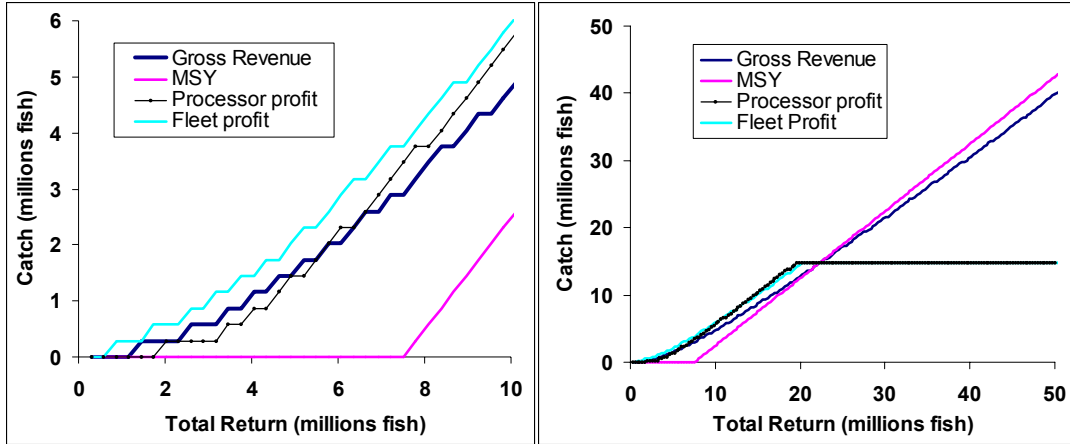 Catch (millions fish)
6
5
4
3
2
1
0
Gross Revenue
MSY
Processor profit
Fleet profit
0
2
4
6
8
10
Total Return (millions fish)
Catch (millions fish)
50
40
30
20
10
0
Gross Revenue
MSY
Processor profit
Fleet Profit
0
10
20
30
40
50
Total Return (millions fish)